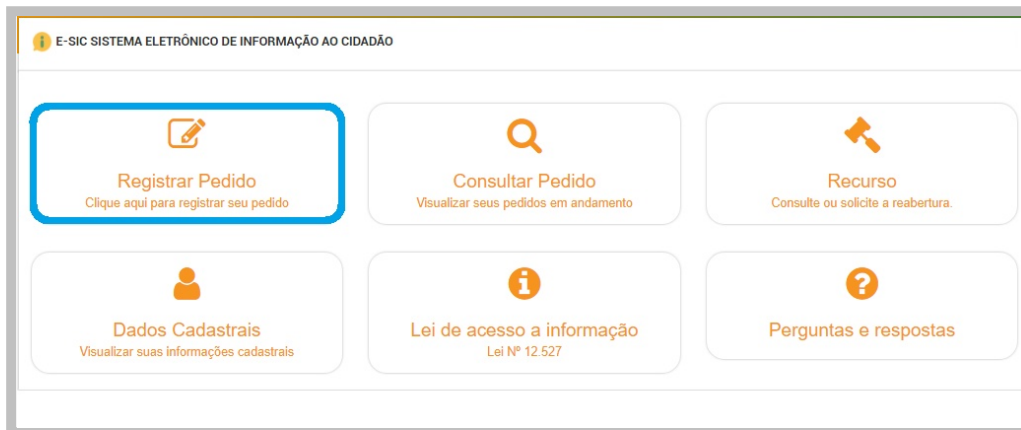 E-SIC SISTEMA ELETRÔNICO DE INFORMAÇÃO AO CIDADÃO
Registrar Pedido
Clique aqui para registrar seu pedido
Consultar Pedido
Visualizar seus pedidos em andamento
Recurso
Consulte ou solicite a reabertura.
Dados Cadastrais
Visualizar suas informações cadastrais
Lei de acesso a informação
Lei Nº 12.527
Perguntas e respostas